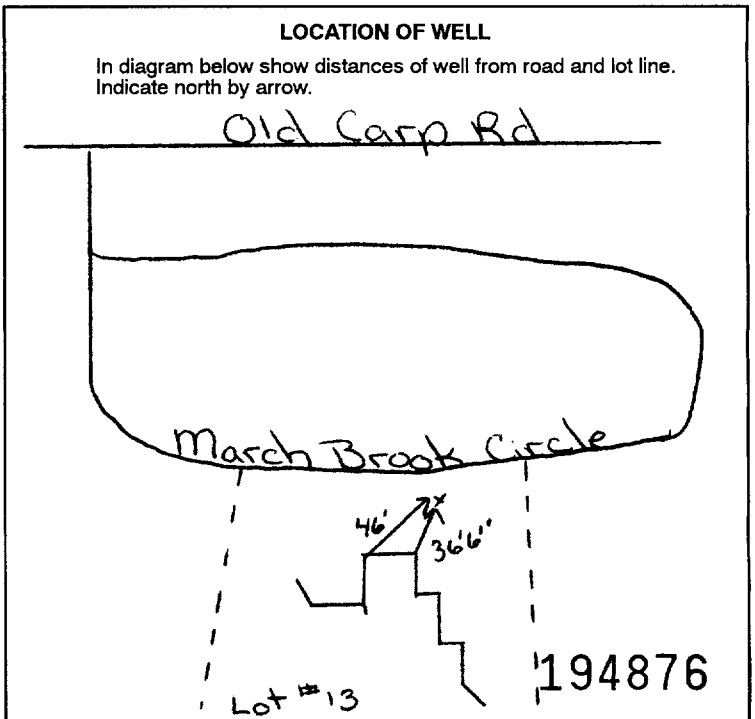 LOCATION OF WELL
In diagram below show distances of well from road and lot line.
Indicate north by arrow.
Old Carp Rd
March Brook Circle
46'
36'6"
194876
Lot #13